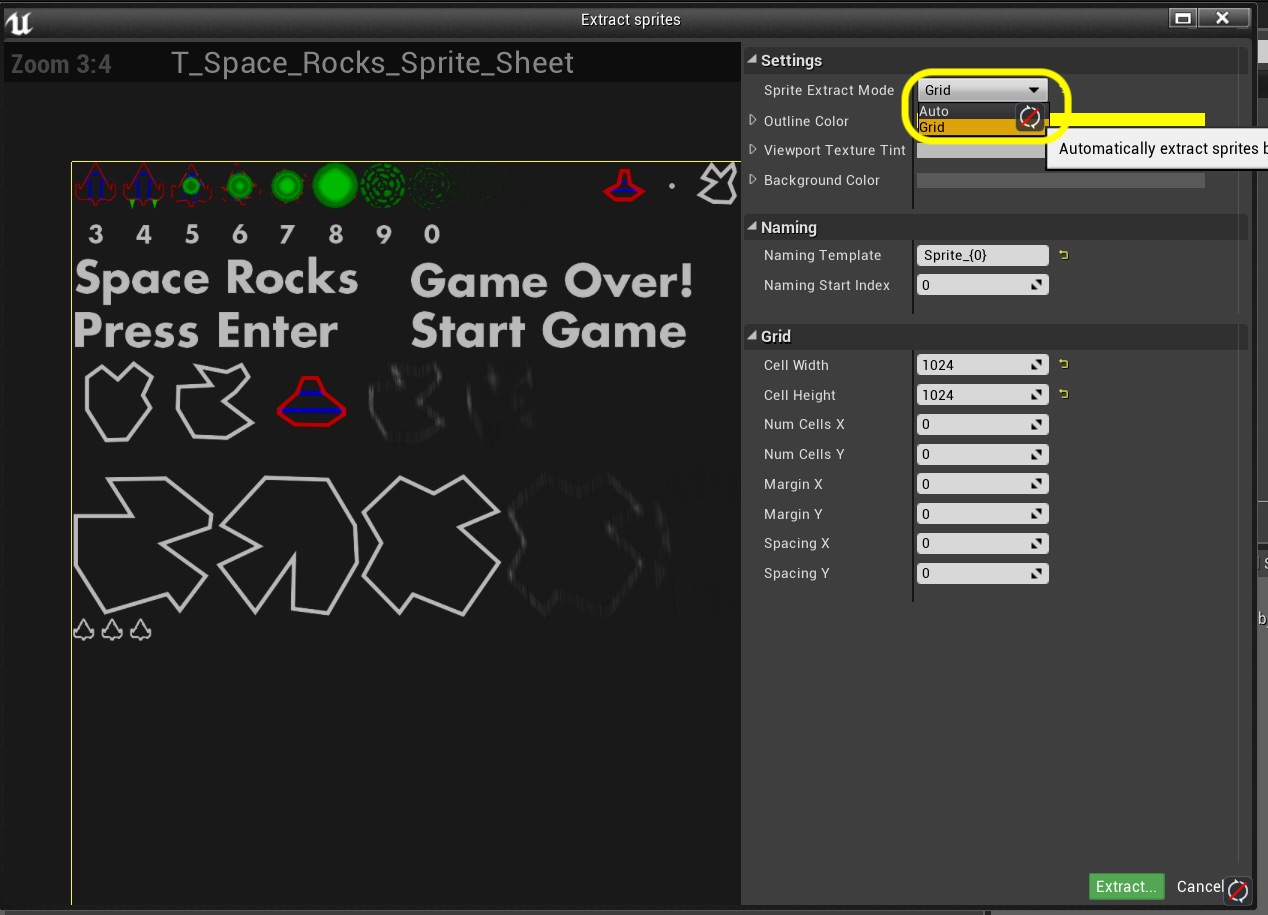 Extract sprites
Zoom 3:4 T_Space_Rocks_Sprite_Sheet
3 4 5 6 7 8 9 0
Space Rocks Game Over!
Press Enter Start Game
Settings
Sprite Extract Mode Grid
Auto
Grid
Outline Color
Automatically extract sprites b
Viewport Texture Tint
Background Color
Naming
Naming Template Sprite_{0}
Naming Start Index 0
Grid
Cell Width 1024
Cell Height 1024
Num Cells X 0
Num Cells Y 0
Margin X 0
Margin Y 0
Spacing X 0
Spacing Y 0
Extract... Cancel